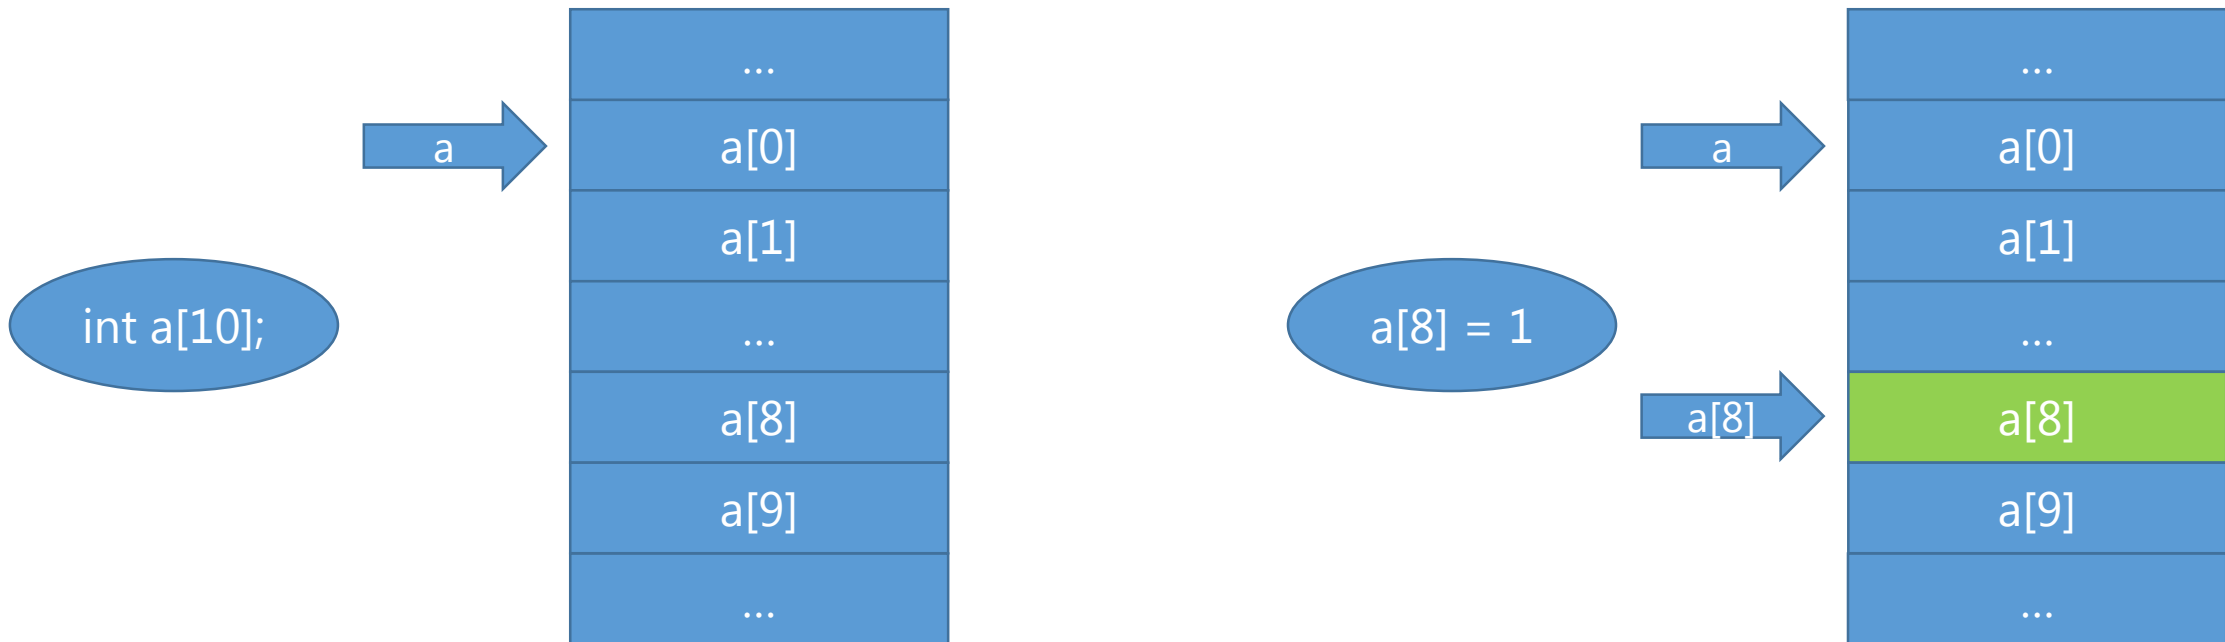 int a[10];
a
...
a[0]
a[1]
...
a[8]
a[9]
...
a[8] = 1
a
a[8]
...
a[0]
a[1]
...
a[8]
a[9]
...